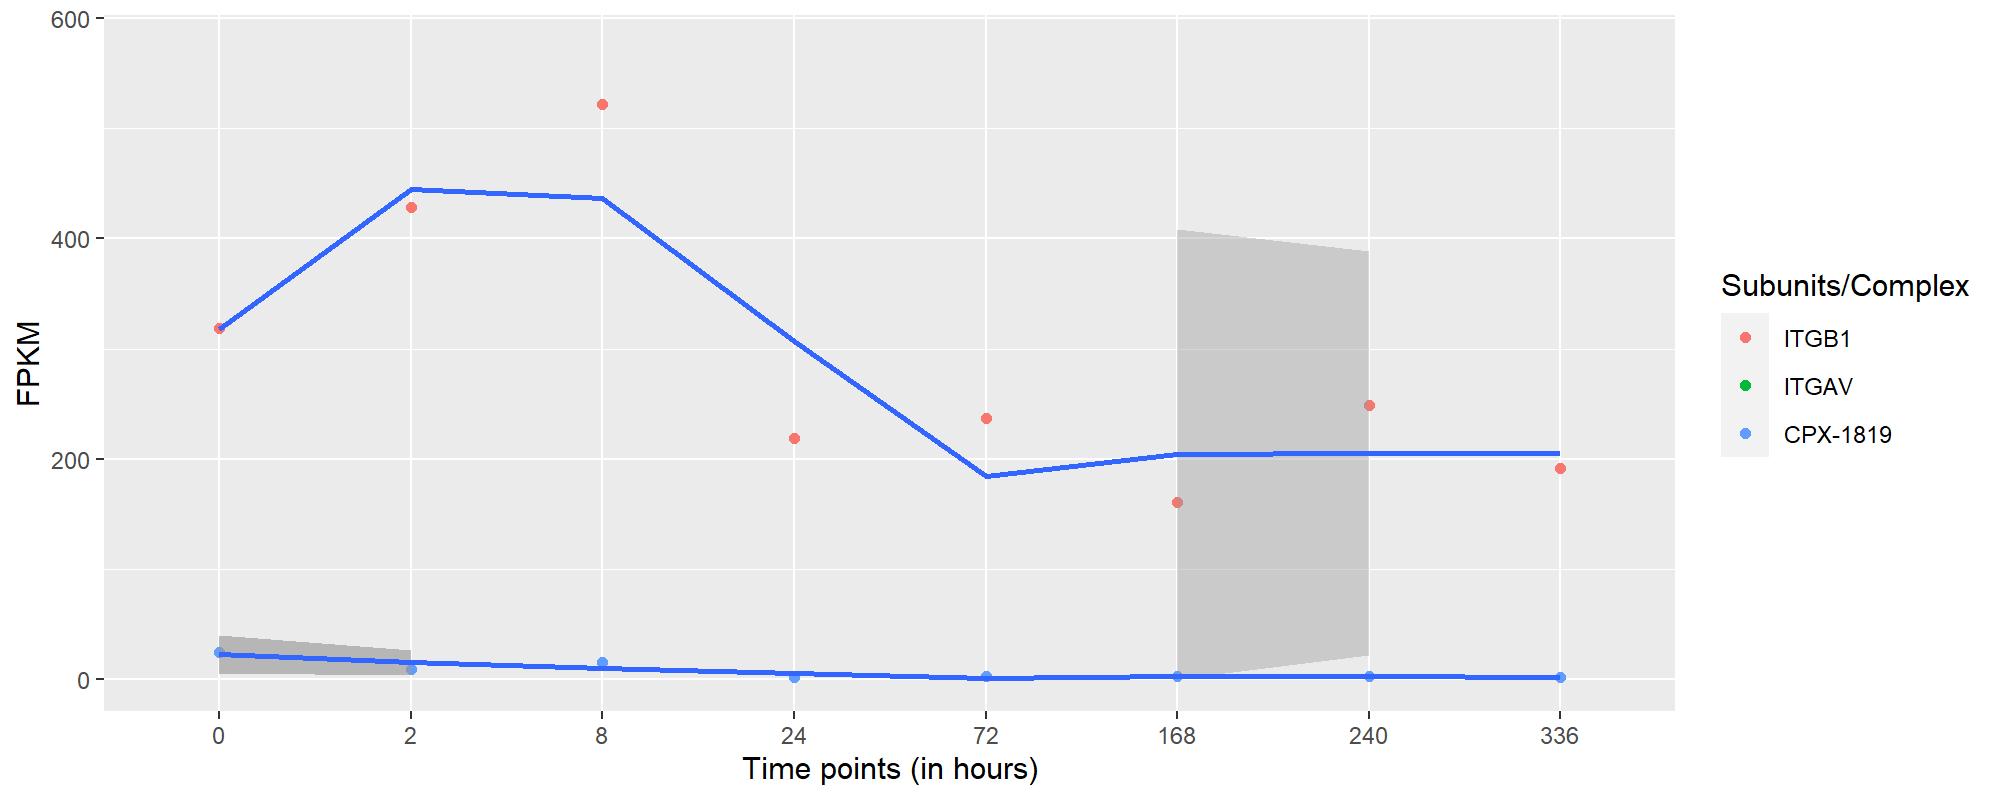 600
400
200
0
FPKM
0 2 8 24 72 168 240 336
Time points (in hours)
Subunits/Complex
ITGB1
ITGAV
CPX-1819